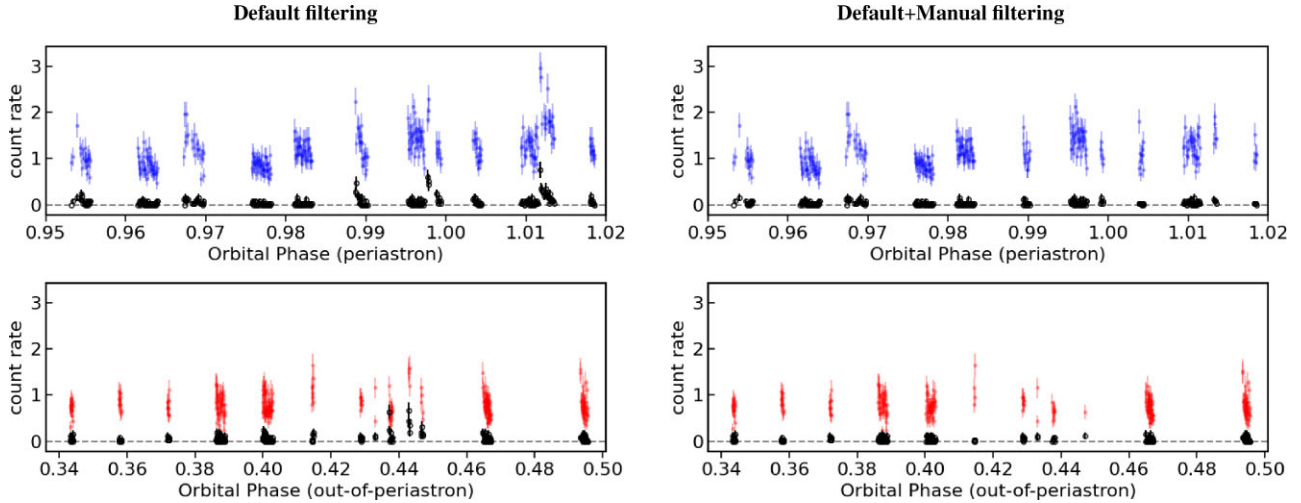 Default filtering
Default+Manual filtering
count rate
3
2
1
0
0.95 0.96 0.97 0.98 0.99 1.00 1.01 1.02
Orbital Phase (periastron)
count rate
3
2
1
0
0.95 0.96 0.97 0.98 0.99 1.00 1.01 1.02
Orbital Phase (periastron)
count rate
3
2
1
0
0.34 0.36 0.38 0.40 0.42 0.44 0.46 0.48 0.50
Orbital Phase (out-of-periastron)
count rate
3
2
1
0
0.34 0.36 0.38 0.40 0.42 0.44 0.46 0.48 0.50
Orbital Phase (out-of-periastron)